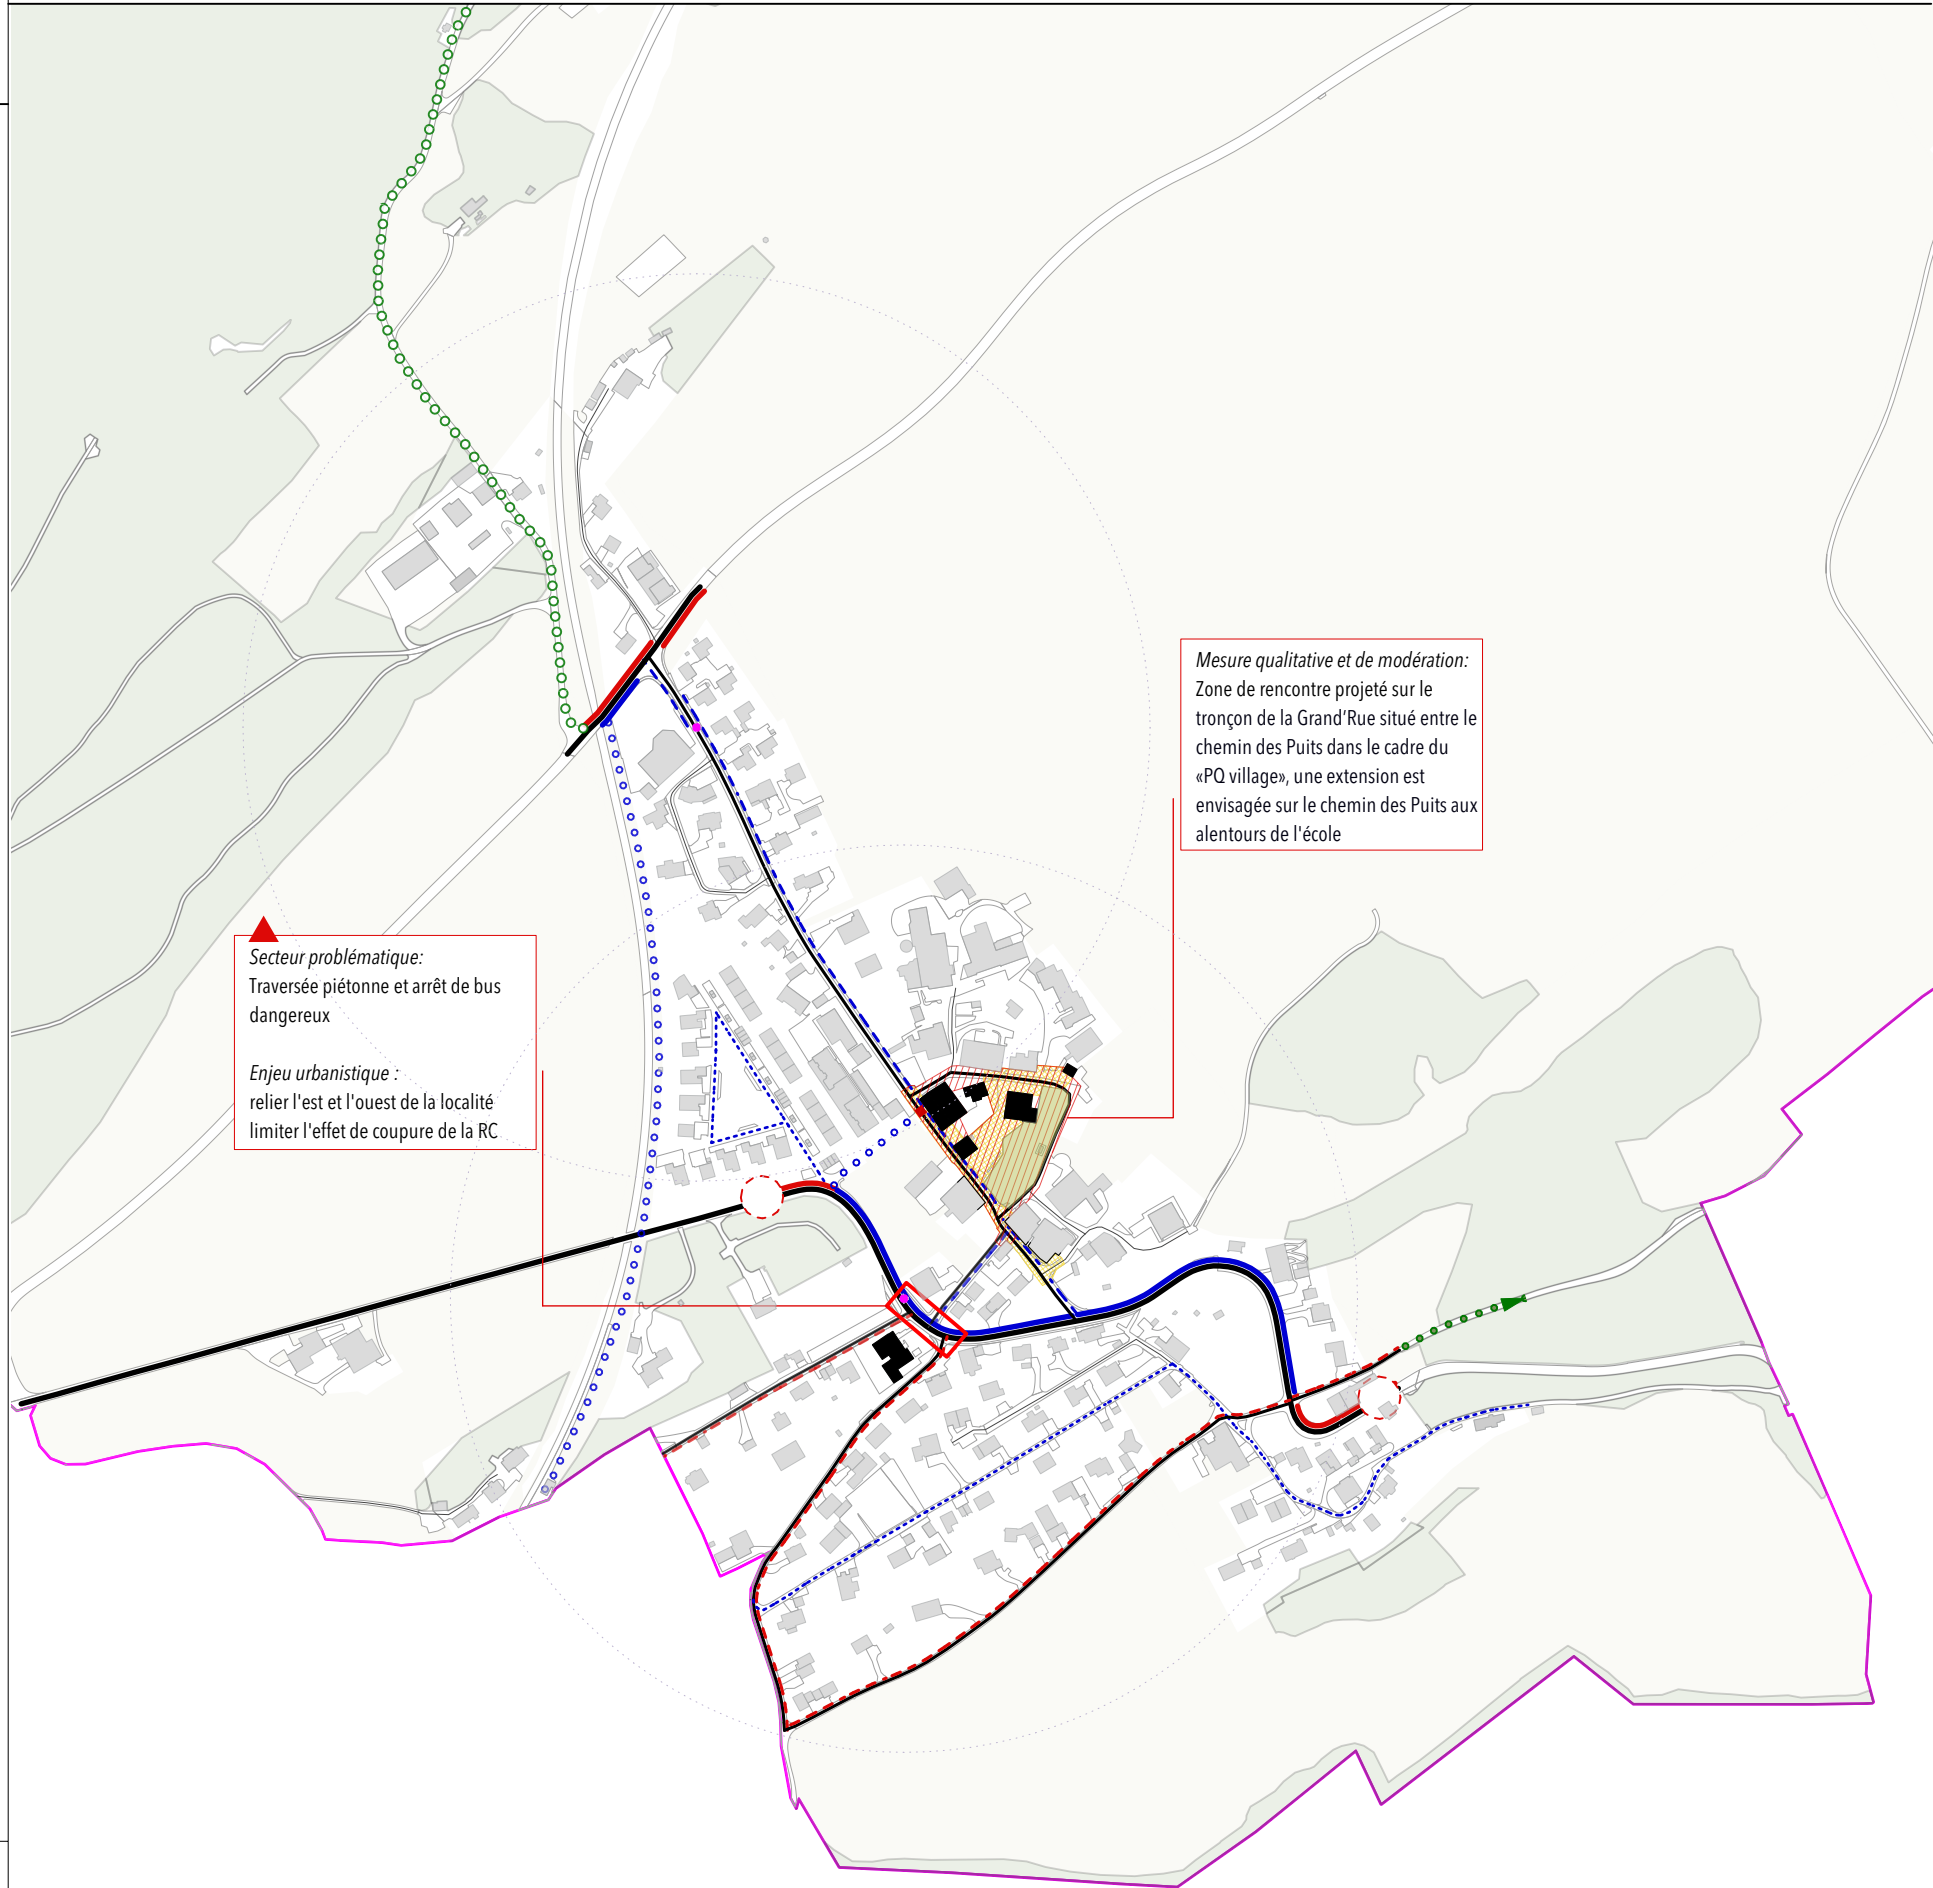 Mesure qualitative et de modération:
Zone de rencontre projeté sur le
tronçon de la Grand'Rue situé entre le
chemin des Puits dans le cadre du
«PQ village», une extension est
envisagée sur le chemin des Puits aux
alentours de l'école
Secteur problématique:
Traversée piétonne et arrêt de bus
dangereux
Enjeu urbanistique :
relier l'est et l'ouest de la localité
limiter l'effet de coupure de la RC